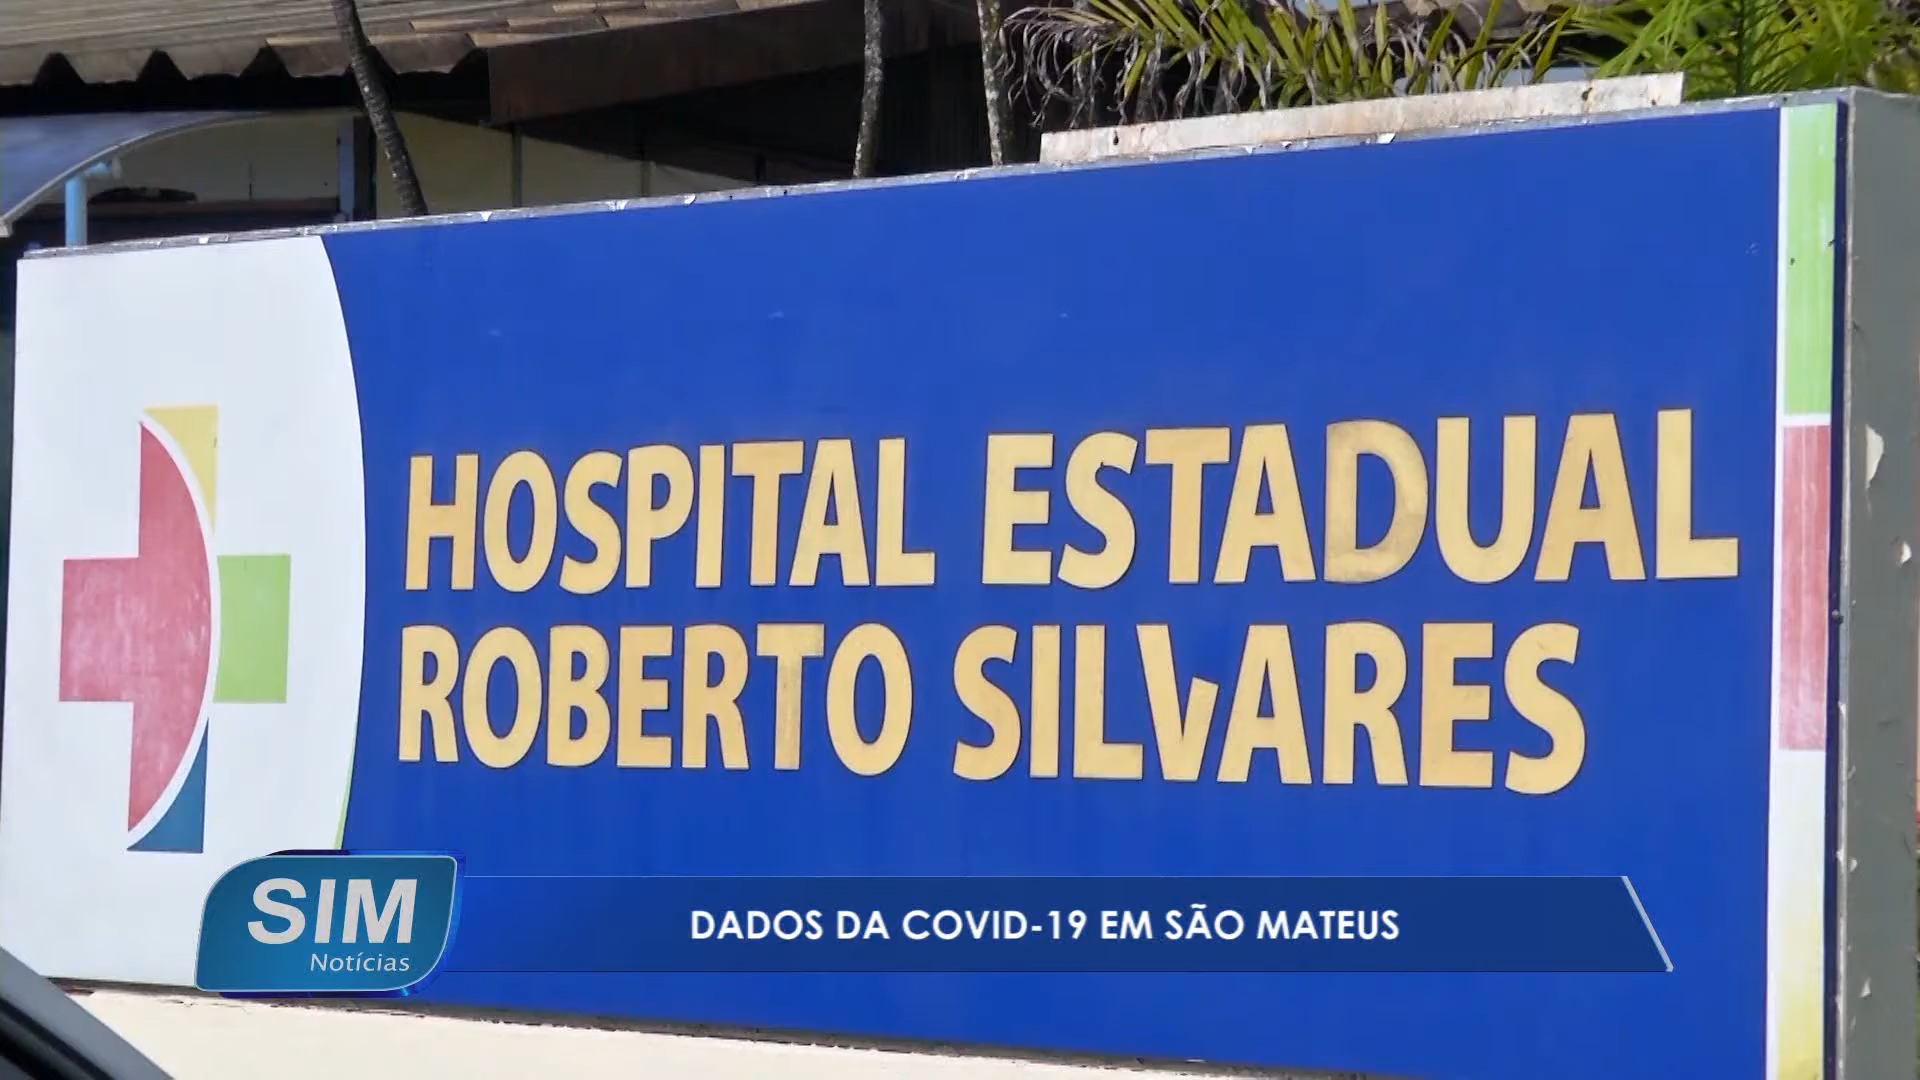 HOSPITAL ESTADUAL
ROBERTO SILVARES
SIM
Notícias
DADOS DA COVID-19 EM SÃO MATEUS